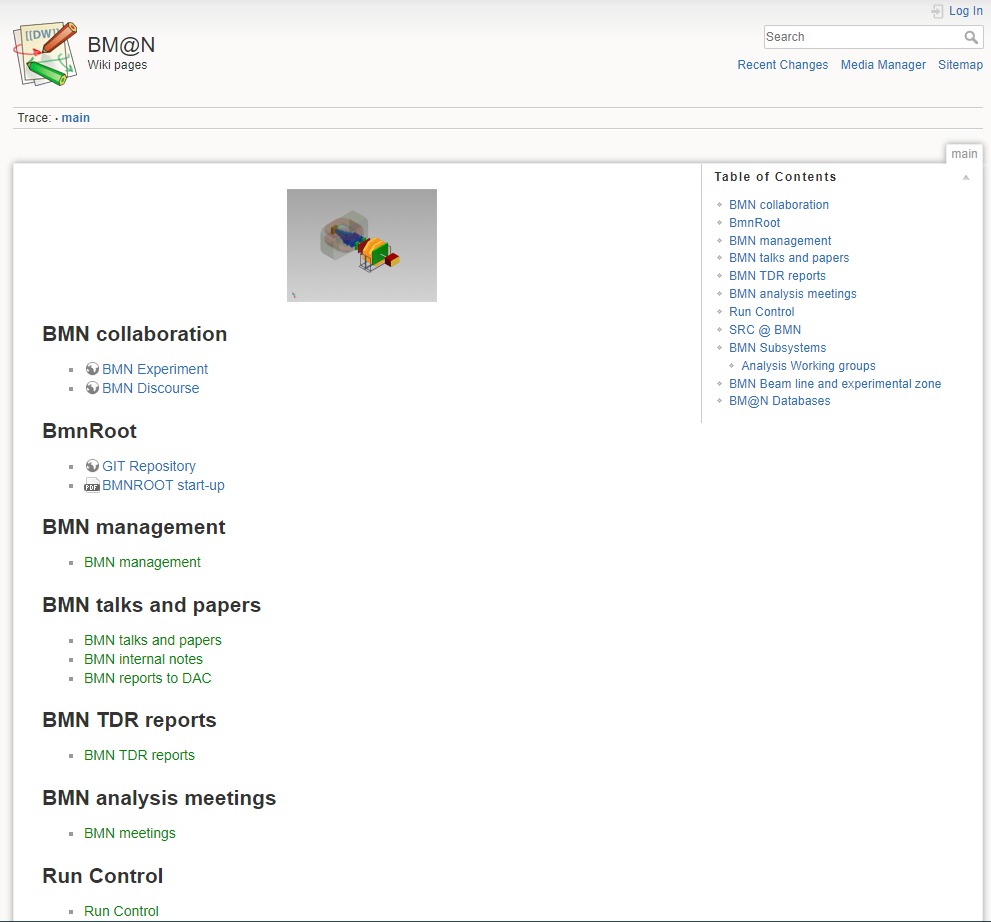 Log In
[[DW]]
BM@N
Wiki pages
Search
Recent Changes Media Manager Sitemap
Trace: • main
main
Table of Contents
BMN collaboration
BmnRoot
BMN management
BMN talks and papers
BMN TDR reports
BMN analysis meetings
Run Control
SRC @ BMN
BMN Subsystems
Analysis Working groups
BMN Beam line and experimental zone
BM@N Databases
BMN collaboration
BMN Experiment
BMN Discourse
BmnRoot
GIT Repository
PDF BMNROOT start-up
BMN management
BMN management
BMN talks and papers
BMN talks and papers
BMN internal notes
BMN reports to DAC
BMN TDR reports
BMN TDR reports
BMN analysis meetings
BMN meetings
Run Control
Run Control